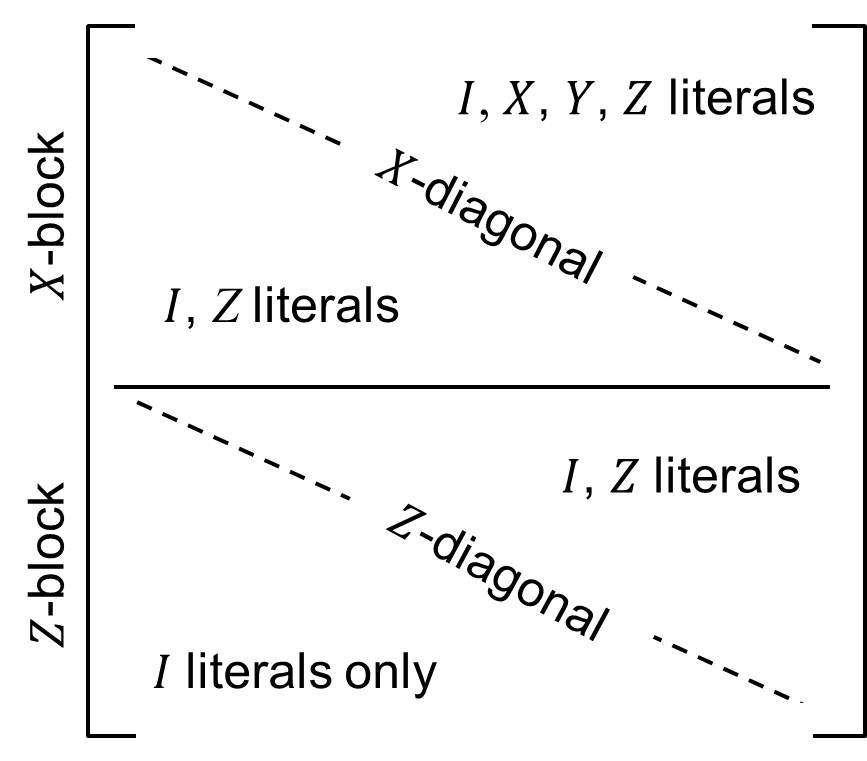 X-block
I, X, Y, Z literals
X-diagonal
I, Z literals
Z-block
I, Z literals
Z-diagonal
I literals only